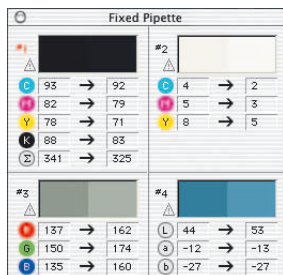 Fixed Pipette
#1
C 93 → 92
M 82 → 79
Y 78 → 71
K 88 → 83
Σ 341 → 325
#2
C 4 → 2
M 5 → 3
Y 8 → 5
#3
R 137 → 162
G 150 → 174
B 135 → 160
#4
L 44 → 53
a -12 → -13
b -27 → -27